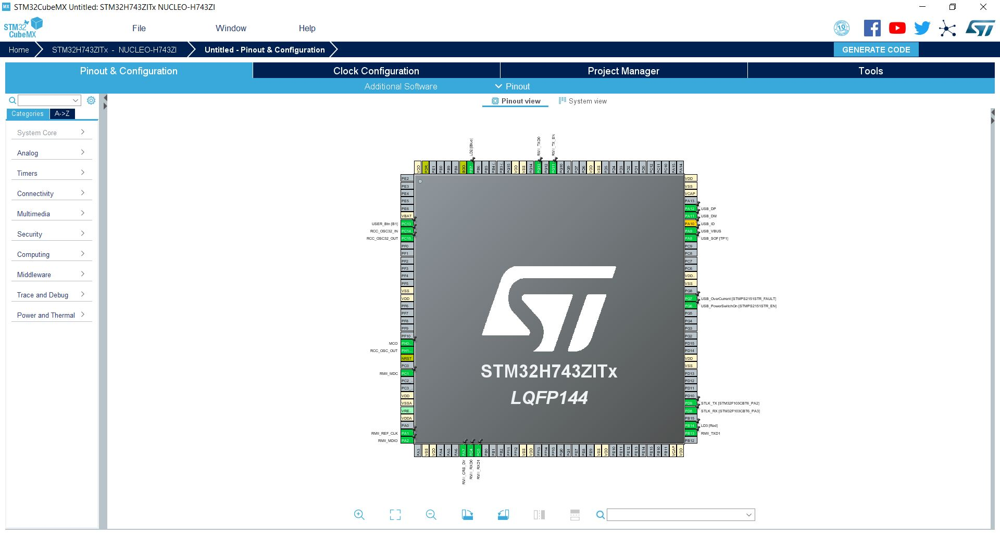 MX STM32CubeMX Untitled: STM32H743ZITx NUCLEO-H743ZI
STM32
CubeMX
File
Window
Help
10
Home
STM32H743ZITx - NUCLEO-H743ZI
Untitled - Pinout & Configuration
GENERATE CODE
Pinout & Configuration
Clock Configuration
Project Manager
Tools
Additional Software
Pinout
Categories
A->Z
Pinout view
System view
System Core
Analog
Timers
Connectivity
Multimedia
Security
Computing
Middleware
Trace and Debug
Power and Thermal
LD2 [Blue]
RMII_TXD0
RMII_TX_EN
VDD
PDR
PE1
PE0
PB9
PB8
BOO
PB7
PB6
PB5
PB4 (
PB3 (
PG15
VDD
VSS
PG14
PG13
PG12
PG11
PG10
PG9
PD7
PD6
VDD
VSS
PD5
PD4
PD3
PD2
PD1
PD0
PC12
PC11
PC10
PA15
PA14
PE2
PE3
PE4
PE5
PE6
VBAT
USER_Btn [B1] PC13
RCC_OSC32_IN PC14
RCC_OSC32_OUT PC15
PF0
PF1
PF2
PF3
PF4
PF5
VSS
VDD
PF6
PF7
PF8
PF9
PF10
MCO PH0-
RCC_OSC_OUT PH1-
NRST
PC0
RMII_MDC PC1
PC2_
PC3_
VDD
VSSA
VRE..
VDDA
PA0
RMII_REF_CLK PA1
RMII_MDIO PA2
ST
STM32H743ZITx
LQFP144
VDD
VSS
VCAP
PA13
PA12 USB_DP
PA11 USB_DM
PA10 USB_ID
PA9 USB_VBUS
PA8 USB_SOF [TP1]
PC9
PC8
PC7
PC6
VDD..
VSS
PG8
PG7 USB_OverCurrent [STMPS2151STR_FAULT]
PG6 USB_PowerSwitchOn [STMPS2151STR_EN]
PG5
PG4
PG3
PG2
PD15
PD14
VDD
VSS
PD13
PD12
PD11
PD10
PD9 STLK_TX [STM32F103CBT6_PA2]
PD8 STLK_RX [STM32F103CBT6_PA3]
PB15
PB14 LD3 [Red]
PB13 RMII_TXD1
PB12
PA3
VSS
VDD
PA4
PA5
PA6
PA7
PC4
PC5
PB0
PB1
PB2
PF11
PF12
VSS
VDD
PF13
PF14
PF15
PG0
PG1
PE7
PE8
PE9
VSS
VDD
PE10
PE11
PE12
PE13
PE14
PE15
PB10
PB11
VCAP
VDD
RMII_CRS_DV
RMII_RXD0
RMII_RXD1